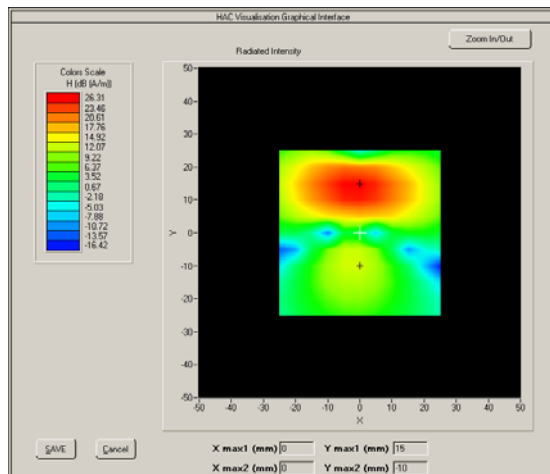 HAC Visualisation Graphical Interface
Zoom In/Out
Radiated Intensity
Colors Scale
H (dB (A/m))
26.31
23.46
20.61
17.76
14.92
12.07
9.22
6.37
3.52
0.67
-2.18
-5.03
-7.88
-10.72
-13.57
-16.42
50
40
30
20
10
Y
0
-10
-20
-30
-40
-50
-50 -40 -30 -20 -10 0 10 20 30 40 50
X
SAVE Cancel
X max1 (mm) 0 Y max1 (mm) 15
X max2 (mm) 0 Y max2 (mm) -10